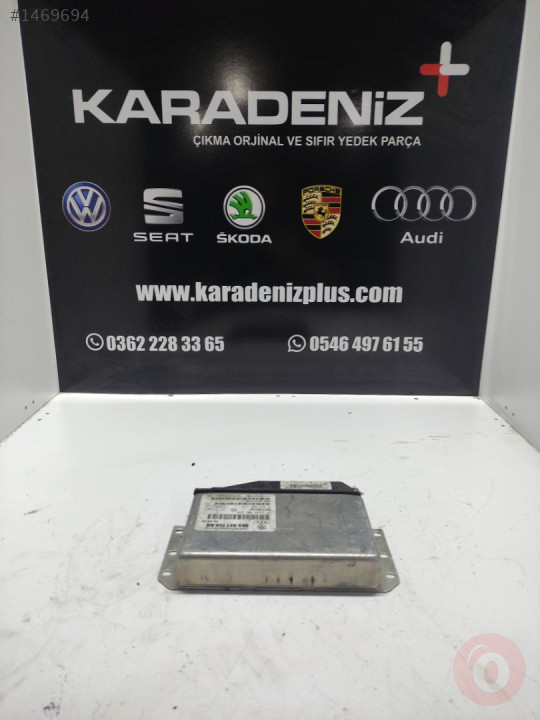 #1469694
KARADENİZ
ÇIKMA ORJİNAL VE SIFIR YEDEK PARÇA
PORSCHE
SEAT
ŠKODA
Audi
www.karadenizplus.com
0362 228 33 65
0546 497 61 55